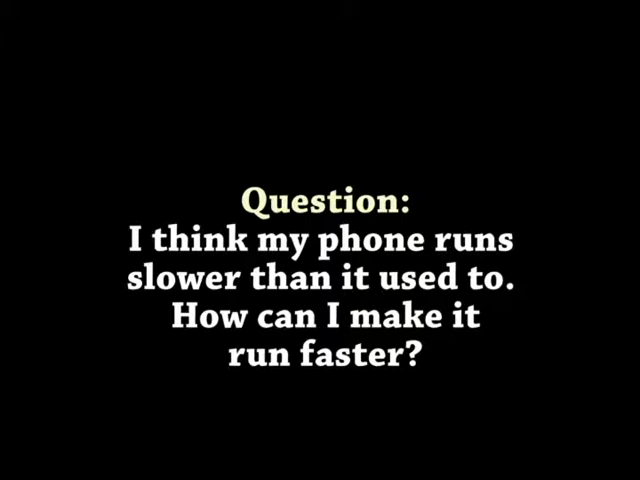 Question:
I think my phone runs
slower than it used to.
How can I make it
run faster?